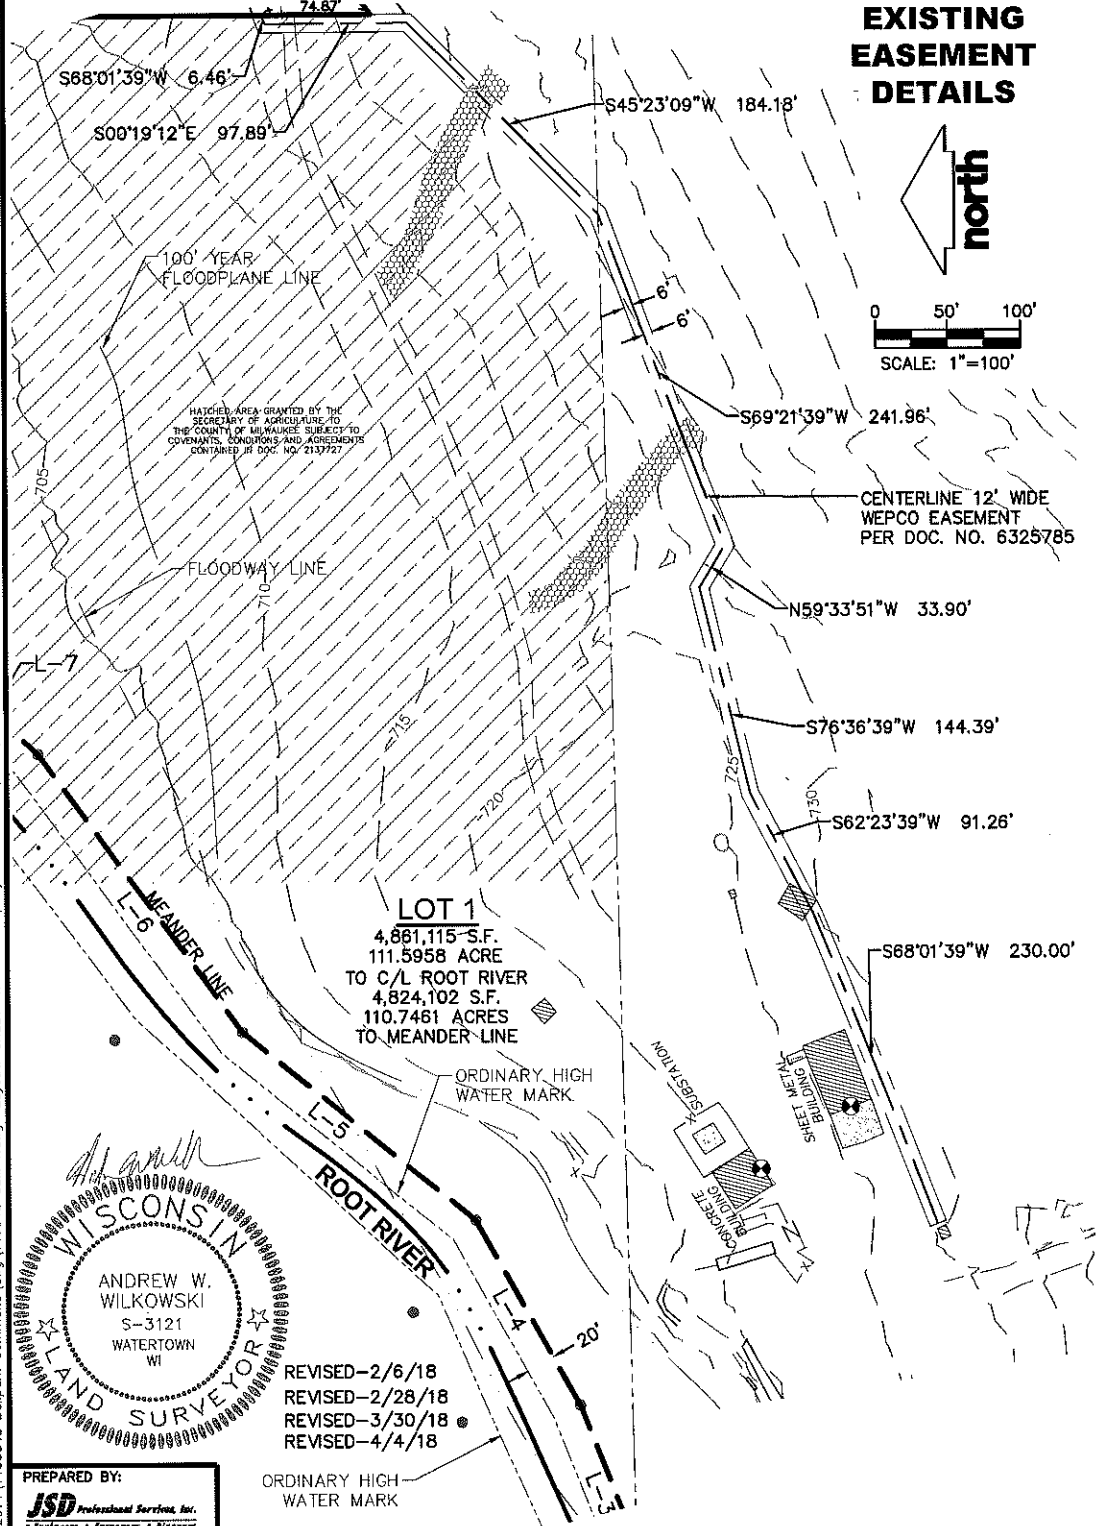 EXISTING
EASEMENT
DETAILS
74.87'
S68°01'39"W 6.46'
S00°19'12"E 97.89'
S45°23'09"W 184.18'
north
0 50' 100'
SCALE: 1"=100'
100' YEAR
FLOODPLANE LINE
6'
6'
S69°21'39"W 241.96'
HATCHED AREA GRANTED BY THE
SECRETARY OF AGRICULTURE TO
THE COUNTY OF MILWAUKEE SUBJECT TO
COVENANTS, CONDITIONS AND AGREEMENTS
CONTAINED IN DOC. NO. 2137727
705
CENTERLINE 12' WIDE
WEPCO EASEMENT
PER DOC. NO. 6325785
FLOODWAY LINE
710
N59°33'51"W 33.90'
L-7
S76°36'39"W 144.39'
715
725
720
730
S62°23'39"W 91.26'
L-6
MEANDER LINE
LOT 1
4,861,115 S.F.
111.5958 ACRE
TO C/L ROOT RIVER
4,824,102 S.F.
110.7461 ACRES
TO MEANDER LINE
S68°01'39"W 230.00'
ORDINARY HIGH
WATER MARK
SUBSTATION
SHEET METAL
BUILDING
L-5
ROOT RIVER
CONCRETE
BUILDING
WISCONSIN
ANDREW W.
WILKOWSKI
S-3121
WATERTOWN
WI
LAND SURVEYOR
L-4
20'
REVISED-2/6/18
REVISED-2/28/18
REVISED-3/30/18
REVISED-4/4/18
ORDINARY HIGH
WATER MARK
L-3
PREPARED BY:
JSD Professional Services, Inc.